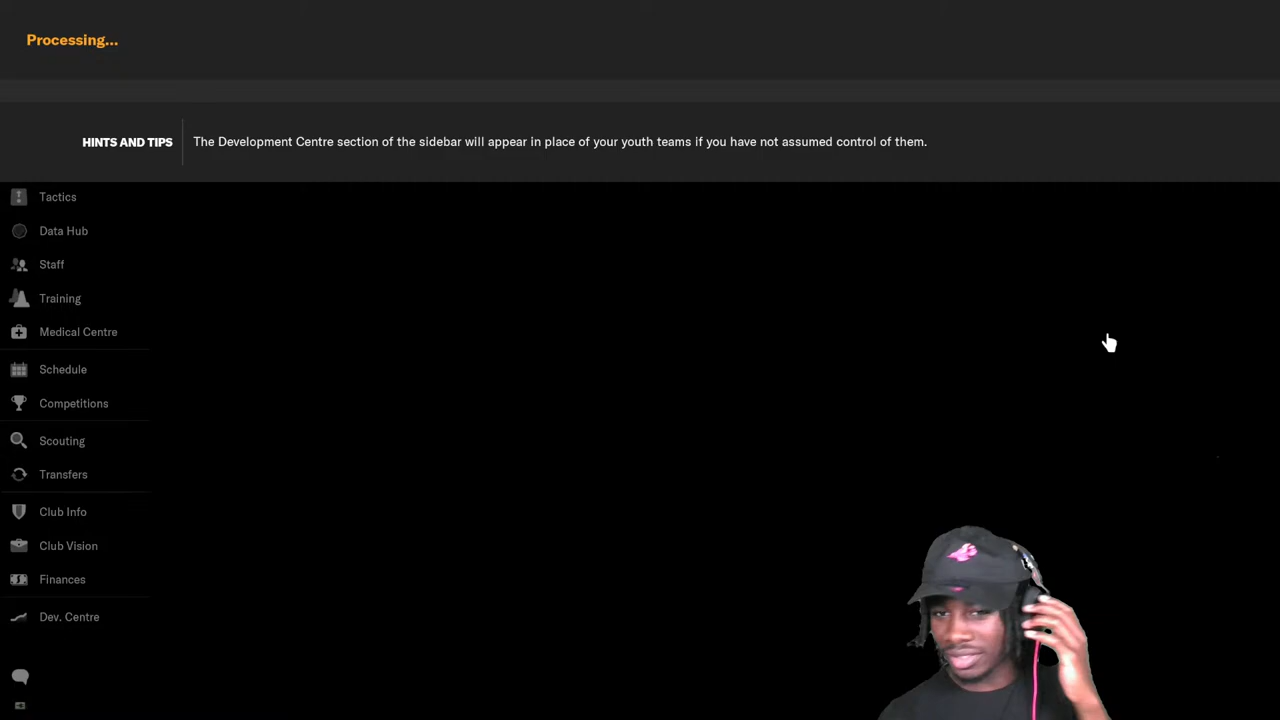 Processing...
HINTS AND TIPS
The Development Centre section of the sidebar will appear in place of your youth teams if you have not assumed control of them.
Tactics
Data Hub
Staff
Training
Medical Centre
Schedule
Competitions
Scouting
Transfers
Club Info
Club Vision
Finances
Dev. Centre